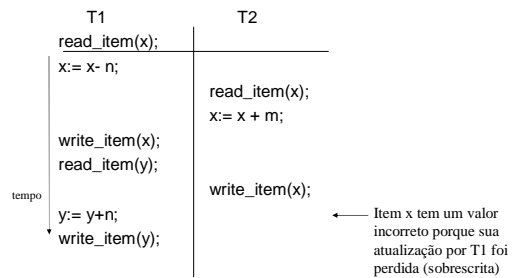 T1 T2
read_item(x);
x:= x- n;
read_item(x);
x:= x + m;
write_item(x);
read_item(y);
write_item(x);
tempo
y:= y+n;
write_item(y);
Item x tem um valor
incorreto porque sua
atualização por T1 foi
perdida (sobrescrita)